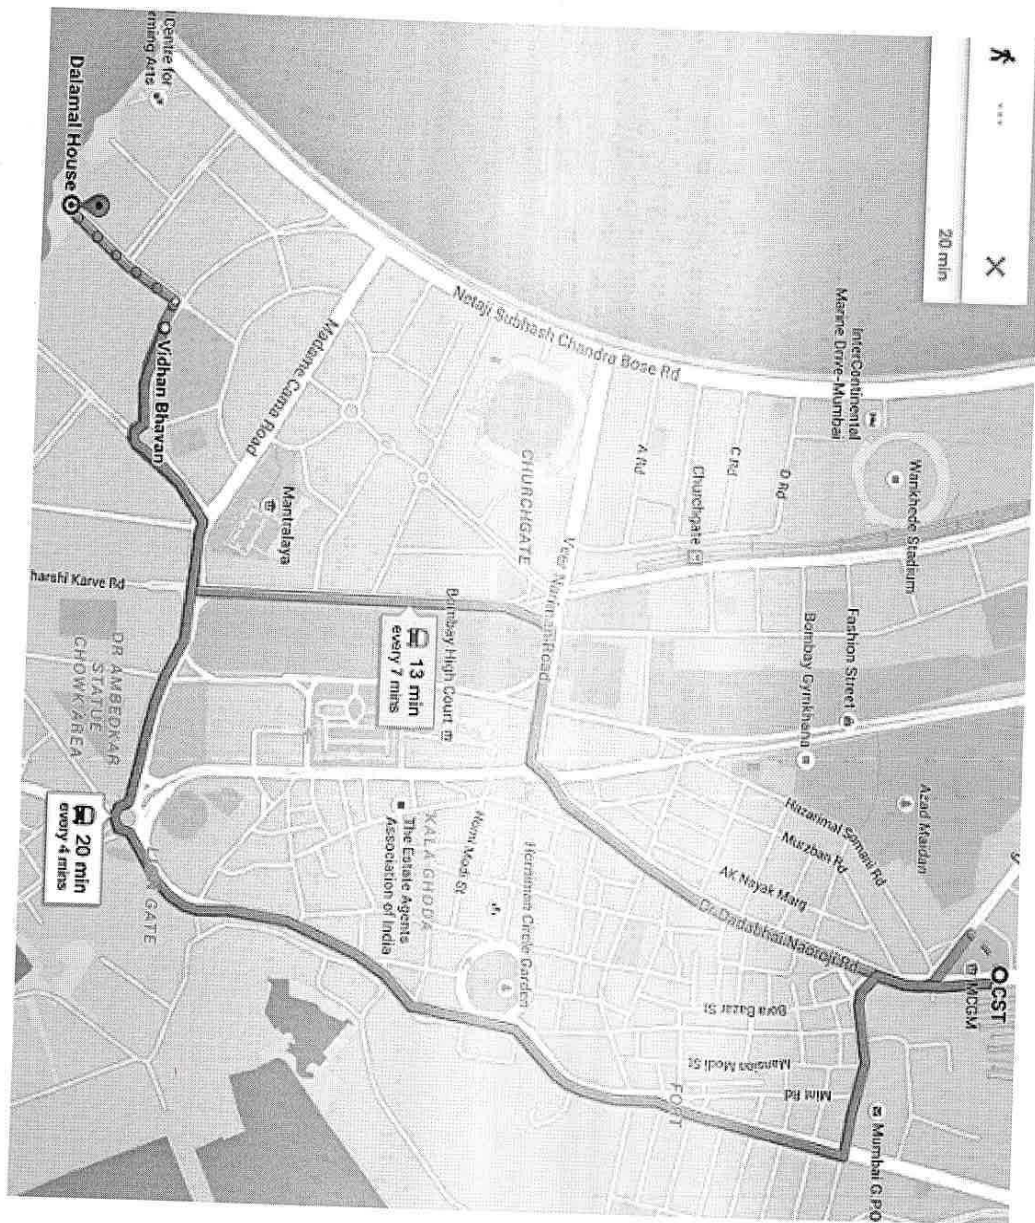 20 min
InterContinental
Marine Drive-Mumbai
Wankhede Stadium
Netaji Subhash Chandra Bose Rd
D Rd
C Rd
A Rd
Churchgate
Fashion Street
Bombay Gymkhana
Azad Maidan
Hazarimal Somani Rd
Murzban Rd
AK Nayak Marg
Dr Dadabhai Naoroji Rd
CST
MCGM
Bora Bazar St
Mansion Modi St
Mint Rd
Mumbai G.P.O
FORT
CHURCHGATE
Veer Nariman Road
Bombay High Court
13 min
every 7 mins
Horniman Circle Garden
Homi Modi St
KALA GHODA
The Estate Agents
Association of India
Madame Cama Road
Mantralaya
harshi Karve Rd
Centre for
rming Arts
Dalamal House
Vidhan Bhavan
DR AMBEDKAR
STATUE
CHOWK AREA
20 min
every 4 mins
GATE